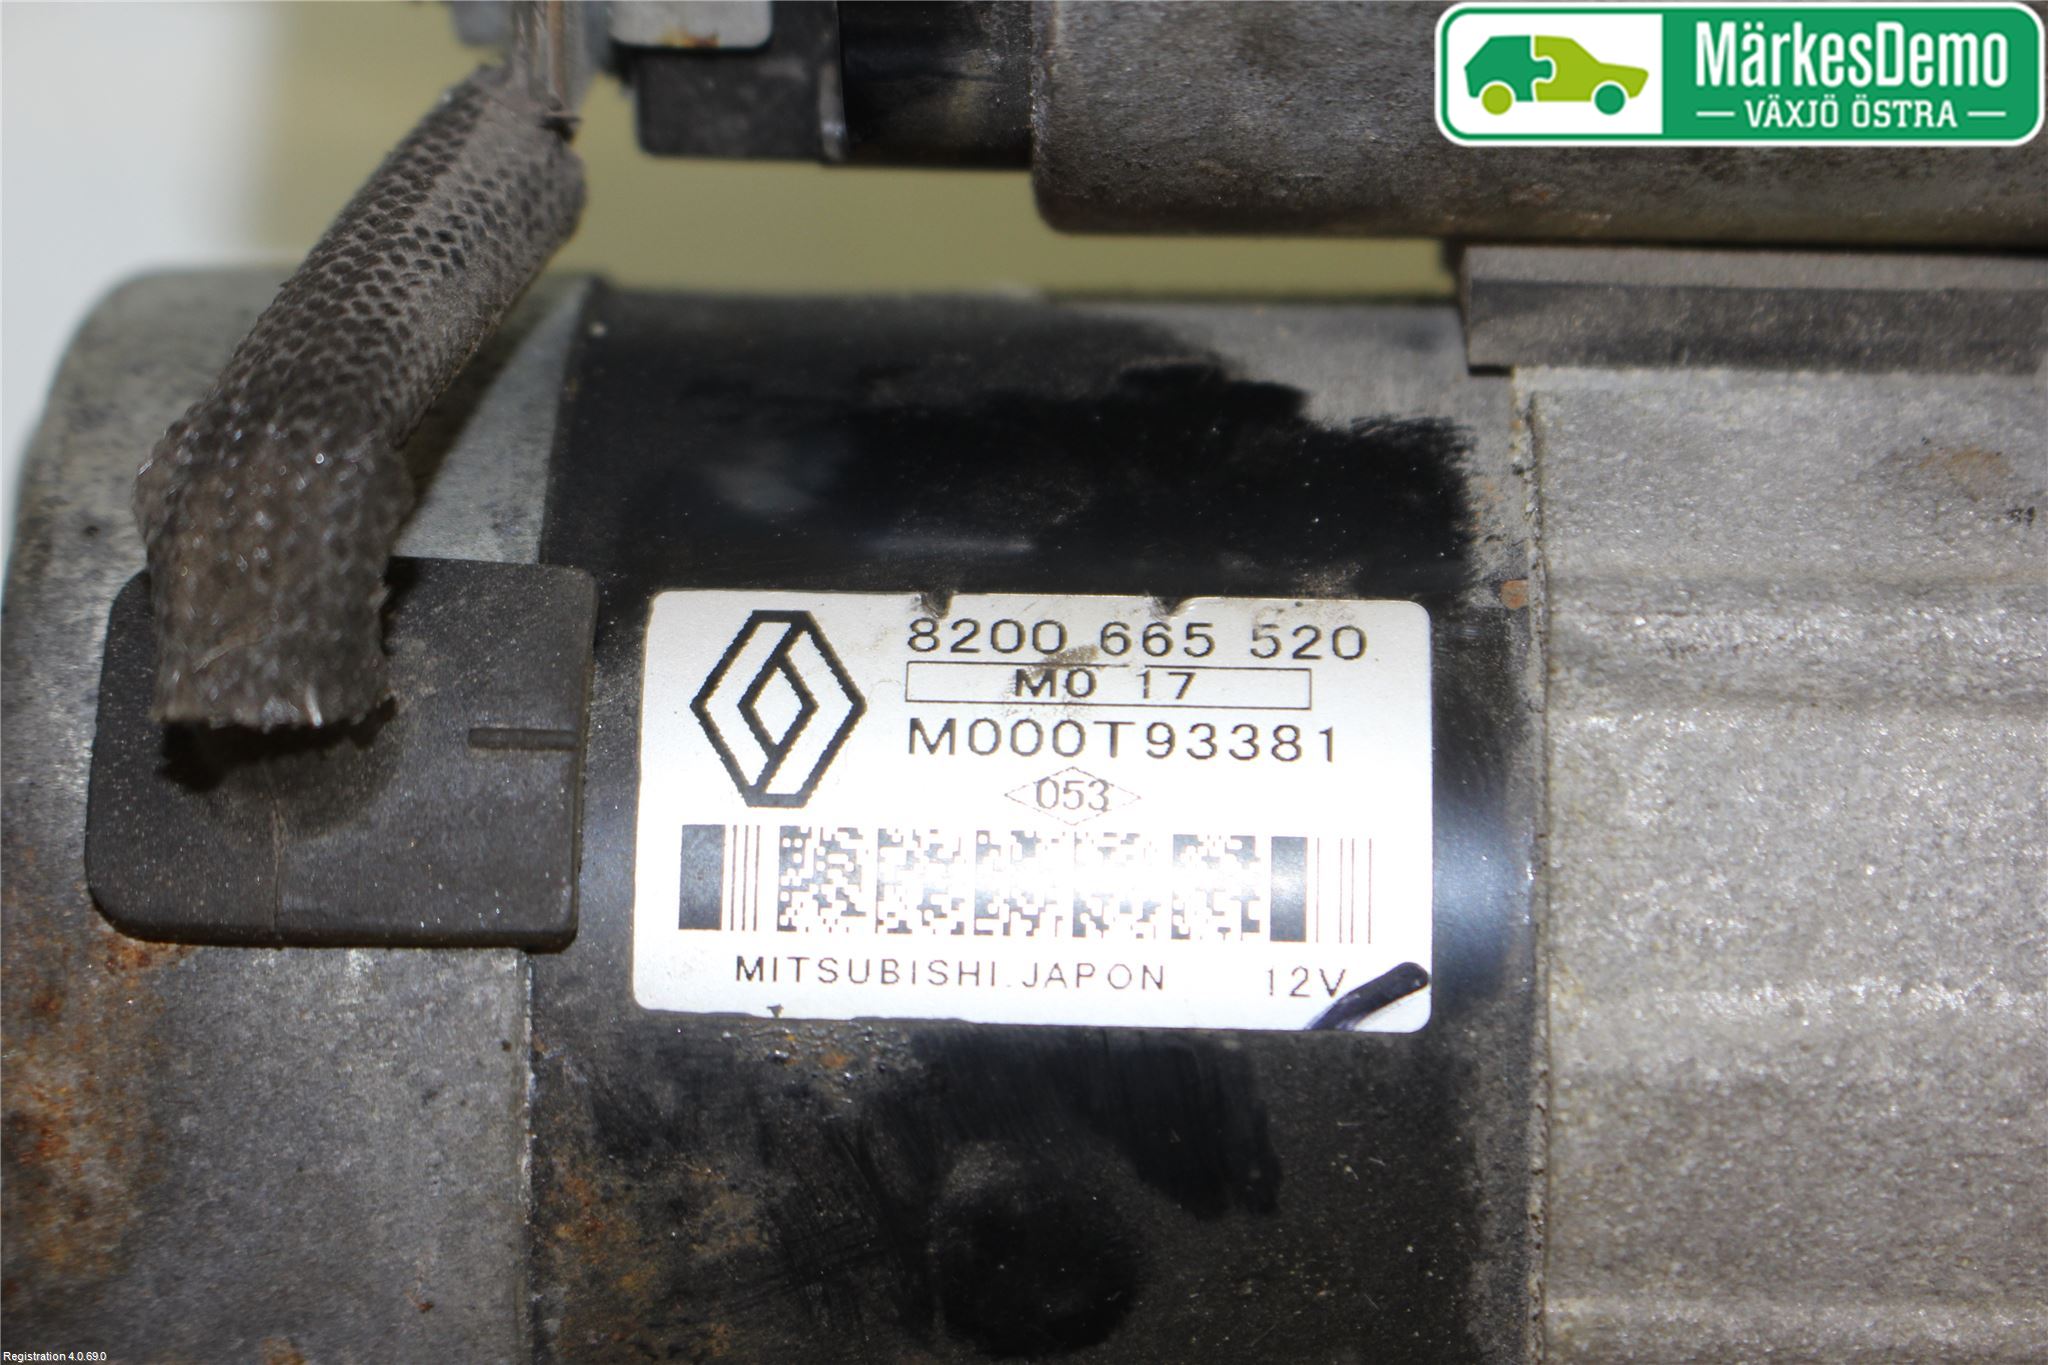 MärkesDemo
VÄXJÖ ÖSTRA
8200 665 520
M0 17
M000T93381
053
MITSUBISHI.JAPON 12V
Registration 4.0.69.0